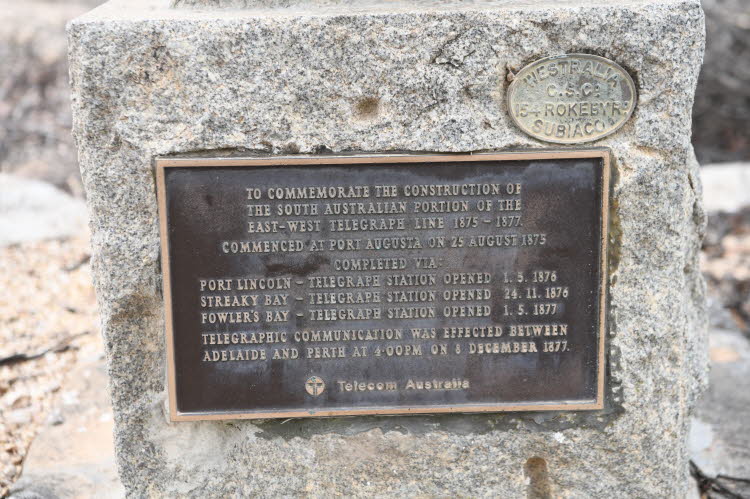 WESTRALIA
C.S.C.
154 ROKEBY RD
SUBIACO
TO COMMEMORATE THE CONSTRUCTION OF
THE SOUTH AUSTRALIAN PORTION OF THE
EAST-WEST TELEGRAPH LINE 1875 – 1877.
COMMENCED AT PORT AUGUSTA ON 25 AUGUST 1875
COMPLETED VIA:
PORT LINCOLN – TELEGRAPH STATION OPENED 1. 5. 1876
STREAKY BAY – TELEGRAPH STATION OPENED 24. 11. 1876
FOWLER'S BAY – TELEGRAPH STATION OPENED 1. 5. 1877
TELEGRAPHIC COMMUNICATION WAS EFFECTED BETWEEN
ADELAIDE AND PERTH AT 4·00PM ON 8 DECEMBER 1877.
Telecom Australia